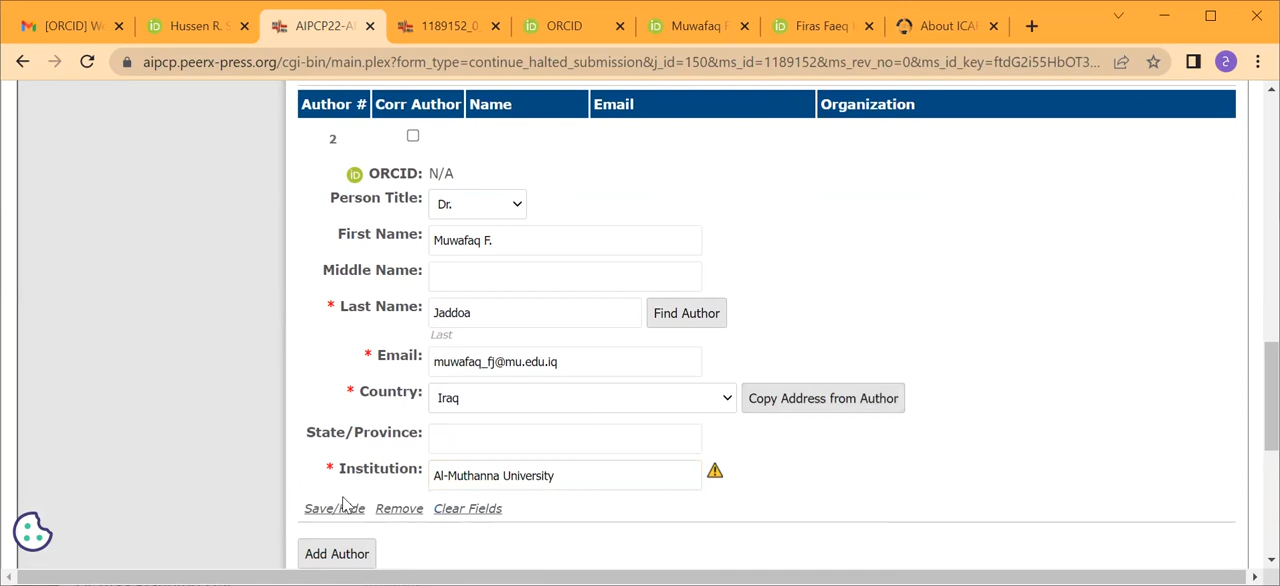 [ORCID] W
Hussen R. S
AIPCP22-A
1189152_0
ORCID
Muwafaq F
Firas Faeq
About ICA
aipcp.peerx-press.org/cgi-bin/main.plex?form_type=continue_halted_submission&j_id=150&ms_id=1189152&ms_rev_no=0&ms_id_key=ftdG2i55HbOT3...
Author # Corr Author Name Email Organization
2
ORCID: N/A
Person Title: Dr.
First Name: Muwafaq F.
Middle Name:
* Last Name: Jaddoa Find Author
Last
* Email: muwafaq_fj@mu.edu.iq
* Country: Iraq Copy Address from Author
State/Province:
* Institution: Al-Muthanna University
Save/Hide Remove Clear Fields
Add Author